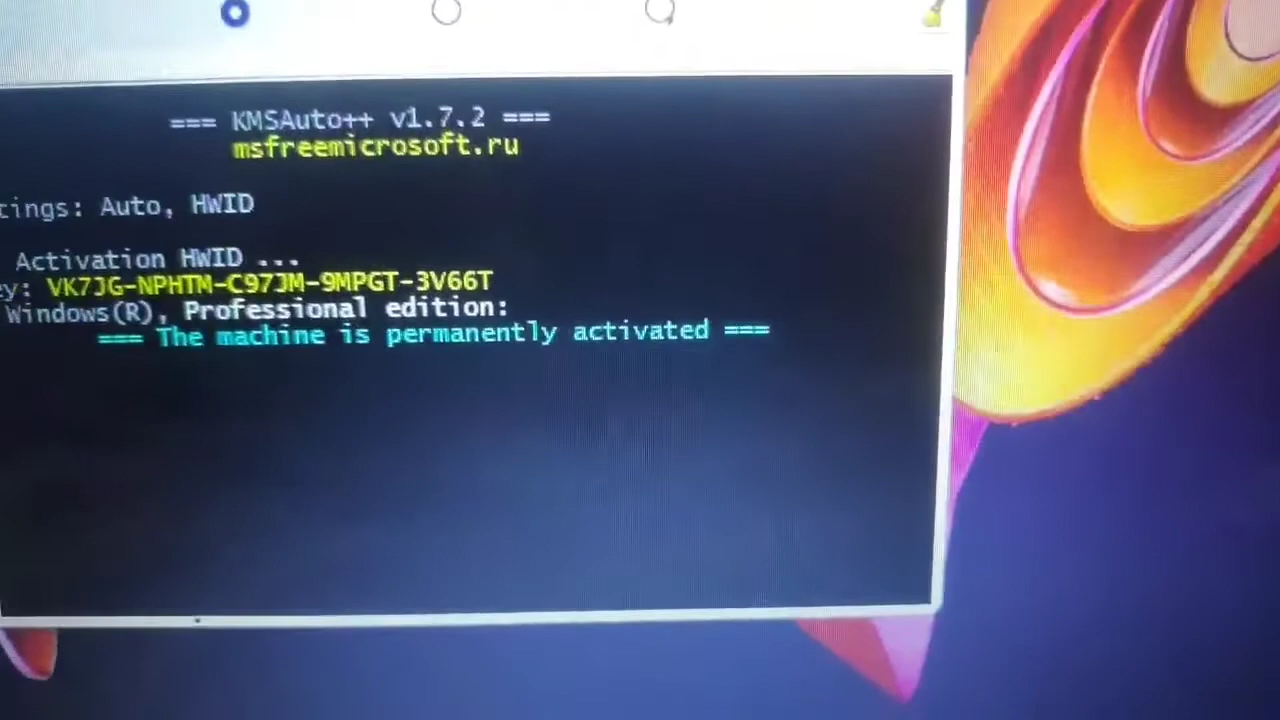 === KMSAuto++ v1.7.2 ===
msfreemicrosoft.ru
tings: Auto, HWID
Activation HWID ...
ey: VK7JG-NPHTM-C97JM-9MPGT-3V66T
Windows(R), Professional edition:
=== The machine is permanently activated ===